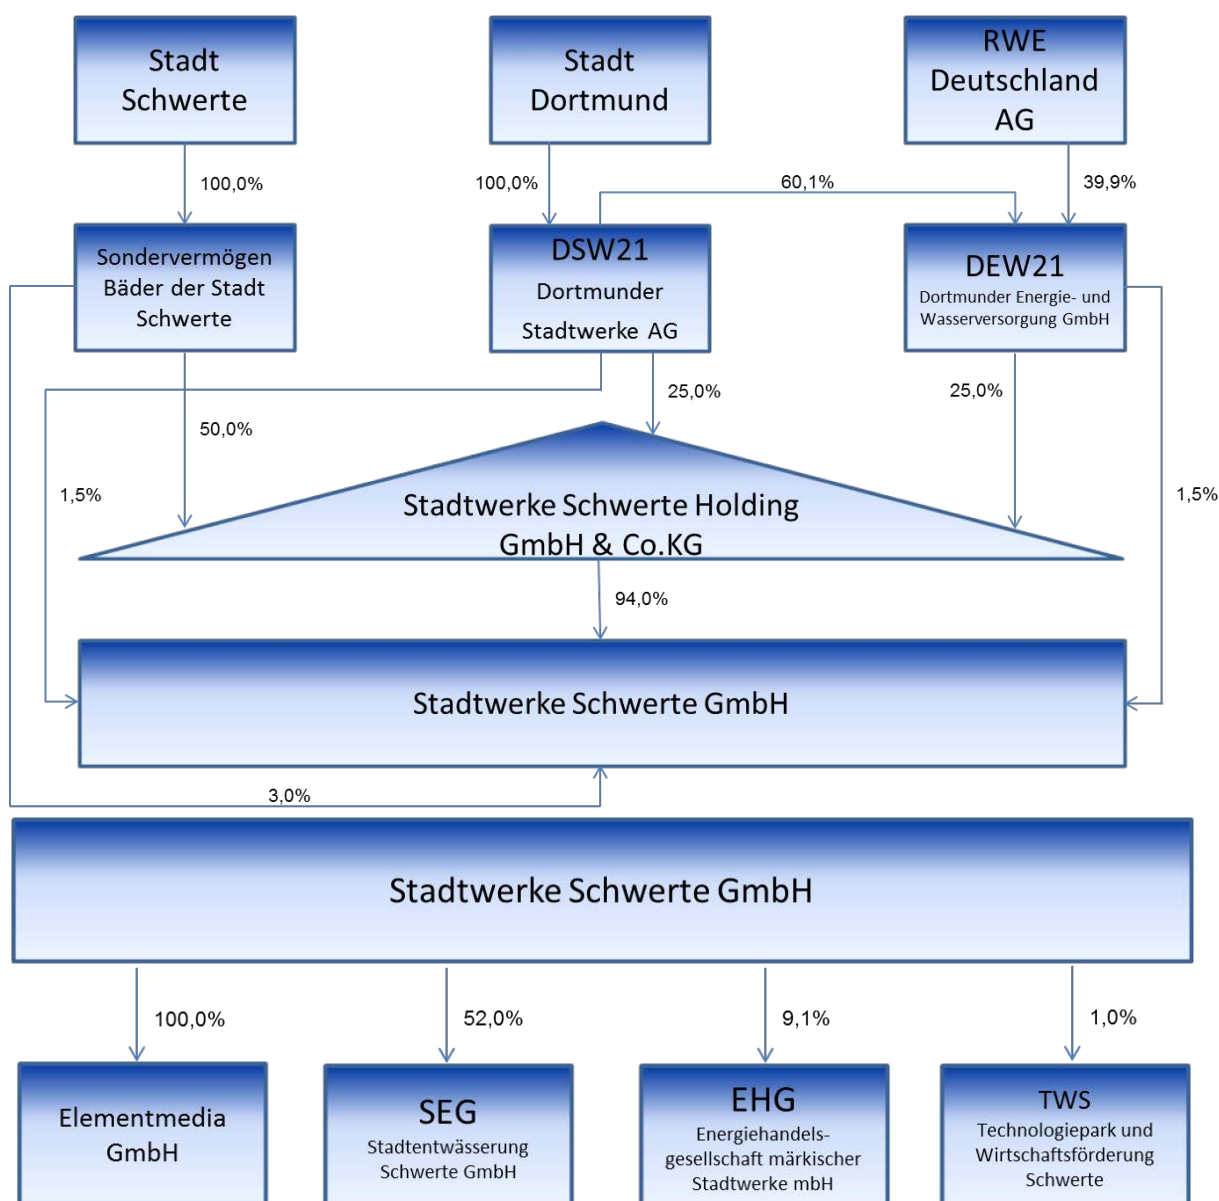 Stadt
Schwerte
Stadt
Dortmund
RWE
Deutschland
AG
100,0%
100,0%
60,1%
39,9%
Sondervermögen
Bäder der Stadt
Schwerte
DSW21
Dortmunder
Stadtwerke AG
DEW21
Dortmunder Energie- und
Wasserversorgung GmbH
50,0%
25,0%
25,0%
1,5%
1,5%
Stadtwerke Schwerte Holding
GmbH & Co.KG
94,0%
Stadtwerke Schwerte GmbH
3,0%
Stadtwerke Schwerte GmbH
100,0%
52,0%
9,1%
1,0%
Elementmedia
GmbH
SEG
Stadtentwässerung
Schwerte GmbH
EHG
Energiehandels-
gesellschaft märkischer
Stadtwerke mbH
TWS
Technologiepark und
Wirtschaftsförderung
Schwerte